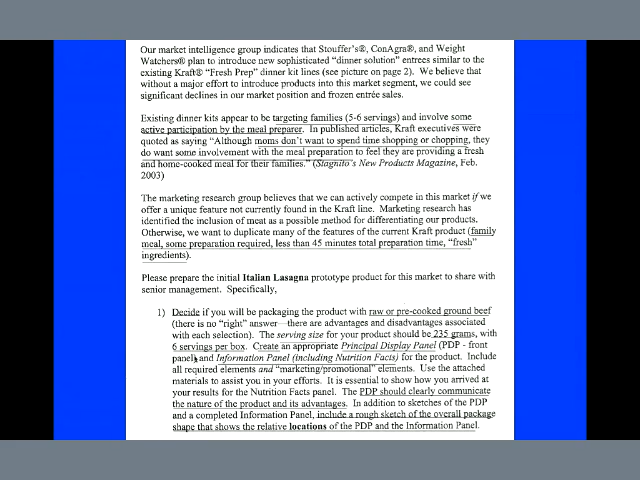 Our market intelligence group indicates that Stouffer's®, ConAgra®, and Weight
Watchers® plan to introduce new sophisticated "dinner solution" entrees similar to the
existing Kraft® "Fresh Prep" dinner kit lines (see picture on page 2). We believe that
without a major effort to introduce products into this market segment, we could see
significant declines in our market position and frozen entrée sales.
Existing dinner kits appear to be targeting families (5-6 servings) and involve some
active participation by the meal preparer. In published articles, Kraft executives were
quoted as saying "Although moms don't want to spend time shopping or chopping, they
do want some involvement with the meal preparation to feel they are providing a fresh
and home-cooked meal for their families." (Stagnito's New Products Magazine, Feb.
2003)
The marketing research group believes that we can actively compete in this market if we
offer a unique feature not currently found in the Kraft line. Marketing research has
identified the inclusion of meat as a possible method for differentiating our products.
Otherwise, we want to duplicate many of the features of the current Kraft product (family
meal, some preparation required, less than 45 minutes total preparation time, "fresh"
ingredients).
Please prepare the initial Italian Lasagna prototype product for this market to share with
senior management. Specifically,
1) Decide if you will be packaging the product with raw or pre-cooked ground beef
(there is no "right" answer—there are advantages and disadvantages associated
with each selection). The serving size for your product should be 235 grams, with
6 servings per box. Create an appropriate Principal Display Panel (PDP - front
panel) and Information Panel (including Nutrition Facts) for the product. Include
all required elements and "marketing/promotional" elements. Use the attached
materials to assist you in your efforts. It is essential to show how you arrived at
your results for the Nutrition Facts panel. The PDP should clearly communicate
the nature of the product and its advantages. In addition to sketches of the PDP
and a completed Information Panel, include a rough sketch of the overall package
shape that shows the relative locations of the PDP and the Information Panel.